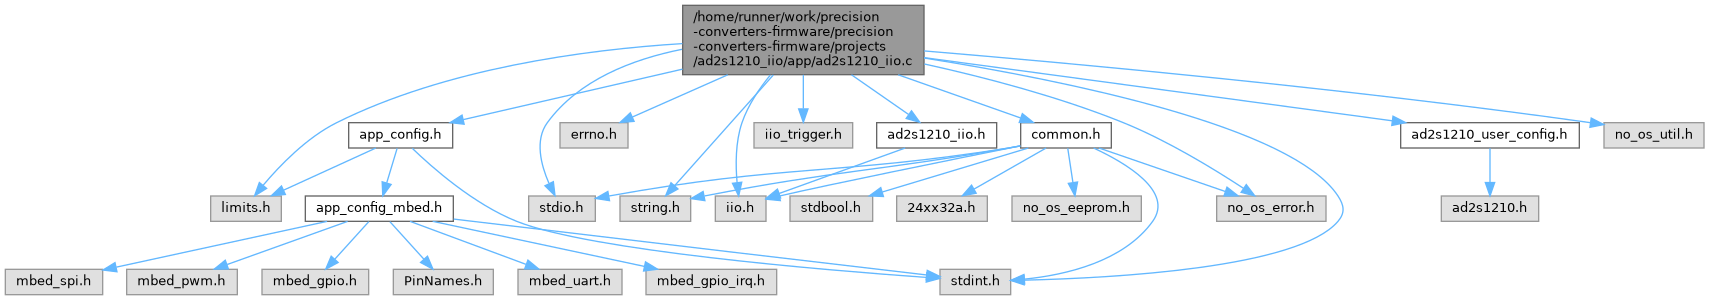 /home/runner/work/precision
-converters-firmware/precision
-converters-firmware/projects
/ad2s1210_iio/app/ad2s1210_iio.c
app_config.h
errno.h
iio_trigger.h
ad2s1210_iio.h
common.h
ad2s1210_user_config.h
no_os_util.h
limits.h
app_config_mbed.h
stdio.h
string.h
iio.h
stdbool.h
24xx32a.h
no_os_eeprom.h
no_os_error.h
ad2s1210.h
mbed_spi.h
mbed_pwm.h
mbed_gpio.h
PinNames.h
mbed_uart.h
mbed_gpio_irq.h
stdint.h